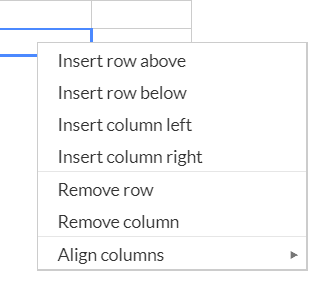 Insert row above
Insert row below
Insert column left
Insert column right
Remove row
Remove column
Align columns